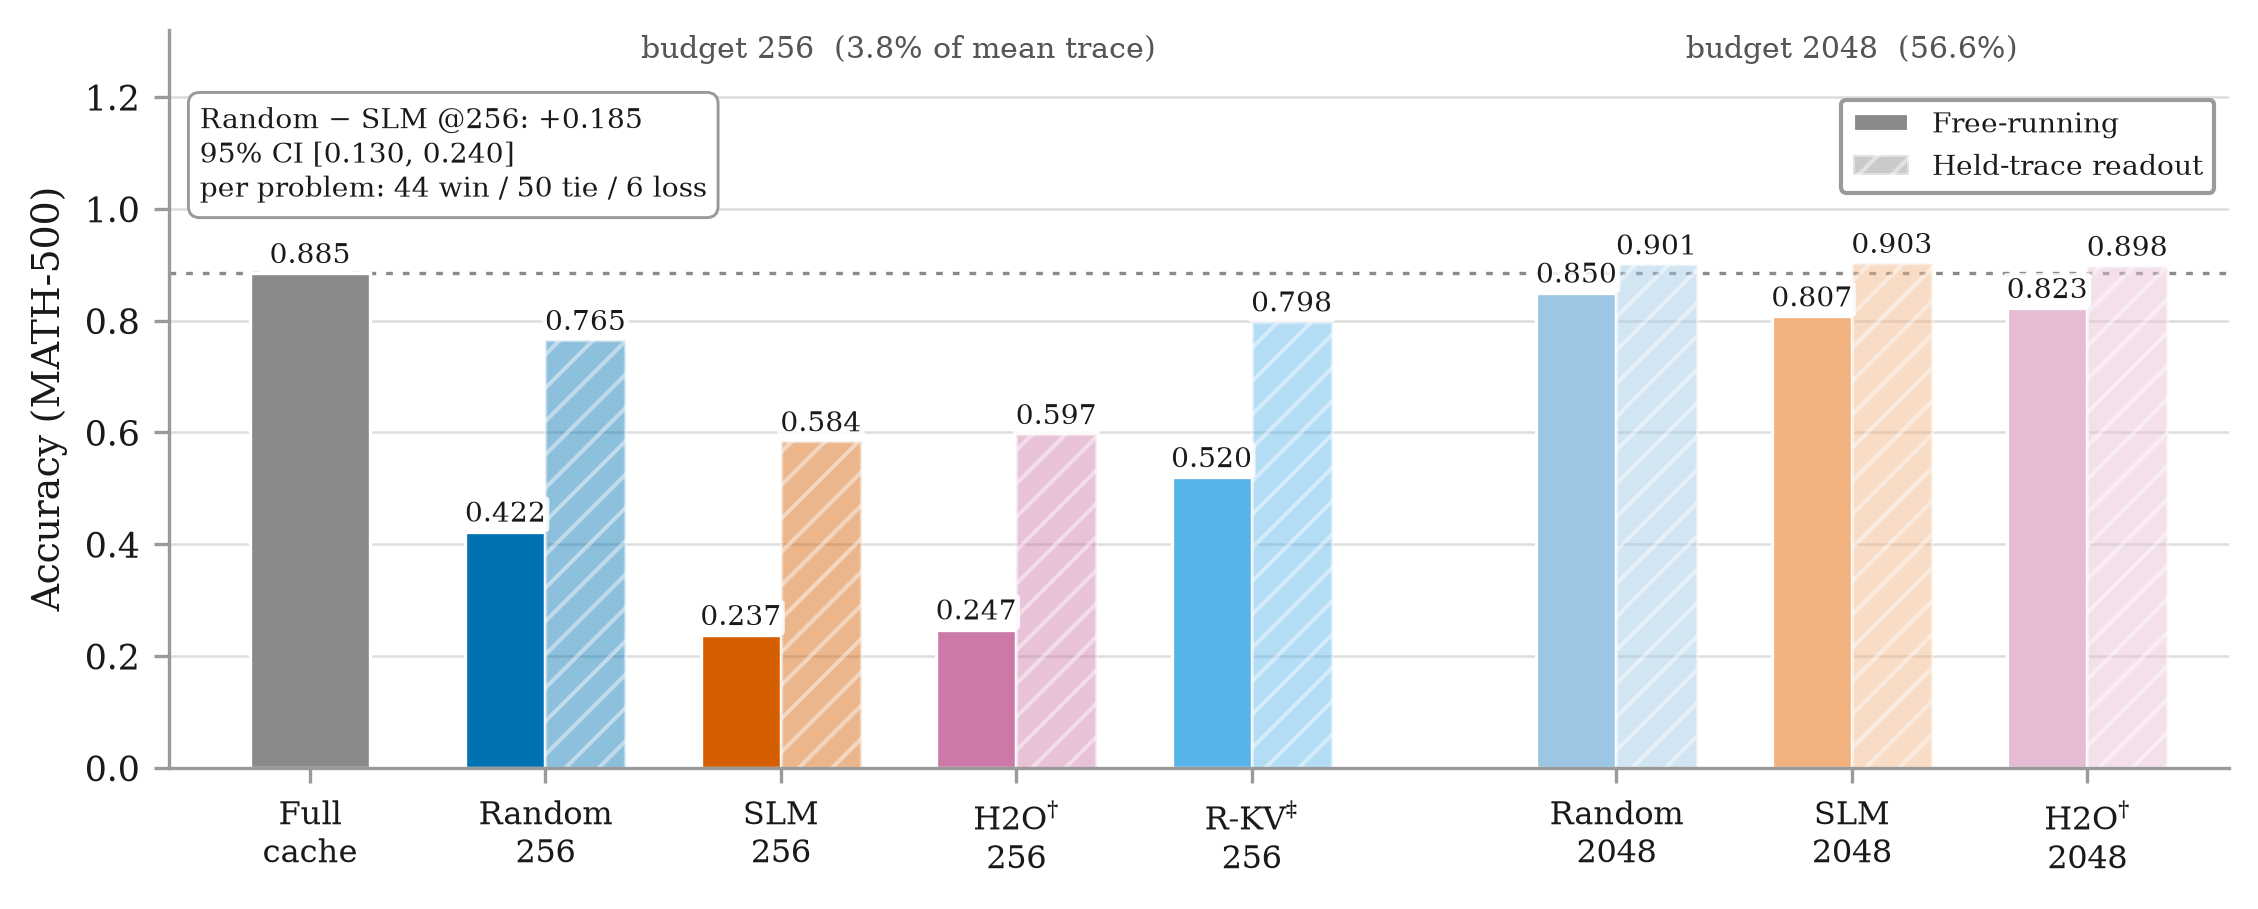 budget 256 (3.8% of mean trace)
budget 2048 (56.6%)
Random − SLM @256: +0.185
95% CI [0.130, 0.240]
per problem: 44 win / 50 tie / 6 loss
Free-running
Held-trace readout
Accuracy (MATH-500)
1.2
1.0
0.8
0.6
0.4
0.2
0.0
0.885
0.422
0.765
0.237
0.584
0.247
0.597
0.520
0.798
0.850
0.901
0.807
0.903
0.823
0.898
Full
cache
Random
256
SLM
256
H2O†
256
R-KV‡
256
Random
2048
SLM
2048
H2O†
2048